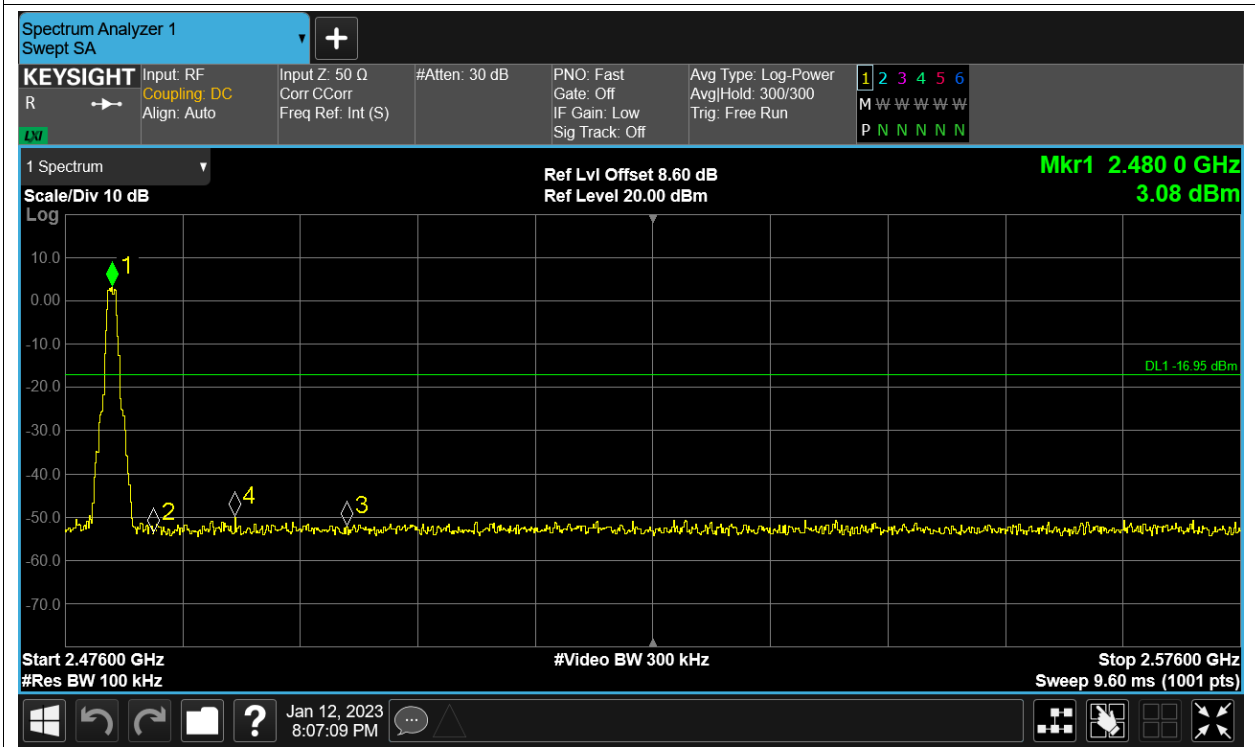 Spectrum Analyzer 1
Swept SA
KEYSIGHT
R
LXI
Input: RF
Coupling: DC
Align: Auto
Input Z: 50 Ω
Corr CCorr
Freq Ref: Int (S)
#Atten: 30 dB
PNO: Fast
Gate: Off
IF Gain: Low
Sig Track: Off
Avg Type: Log-Power
Avg|Hold: 300/300
Trig: Free Run
1 2 3 4 5 6
M W W W W W
P N N N N N
1 Spectrum
Scale/Div 10 dB
Ref Lvl Offset 8.60 dB
Ref Level 20.00 dBm
Mkr1 2.480 0 GHz
3.08 dBm
Log
10.0
0.00
-10.0
-20.0
-30.0
-40.0
-50.0
-60.0
-70.0
1
2
4
3
DL1 -16.95 dBm
Start 2.47600 GHz
#Res BW 100 kHz
#Video BW 300 kHz
Stop 2.57600 GHz
Sweep 9.60 ms (1001 pts)
?
Jan 12, 2023
8:07:09 PM